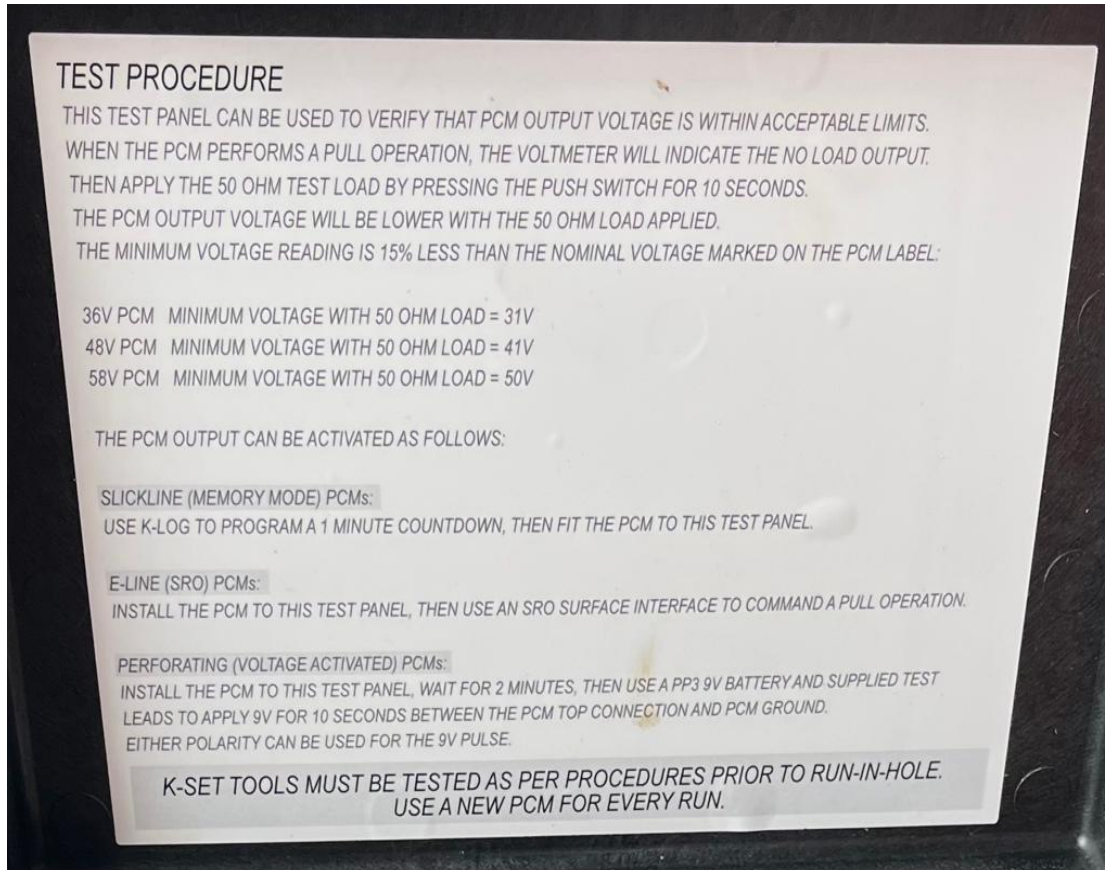 TEST PROCEDURE
THIS TEST PANEL CAN BE USED TO VERIFY THAT PCM OUTPUT VOLTAGE IS WITHIN ACCEPTABLE LIMITS.
WHEN THE PCM PERFORMS A PULL OPERATION, THE VOLTMETER WILL INDICATE THE NO LOAD OUTPUT.
THEN APPLY THE 50 OHM TEST LOAD BY PRESSING THE PUSH SWITCH FOR 10 SECONDS.
THE PCM OUTPUT VOLTAGE WILL BE LOWER WITH THE 50 OHM LOAD APPLIED.
THE MINIMUM VOLTAGE READING IS 15% LESS THAN THE NOMINAL VOLTAGE MARKED ON THE PCM LABEL:
36V PCM MINIMUM VOLTAGE WITH 50 OHM LOAD = 31V
48V PCM MINIMUM VOLTAGE WITH 50 OHM LOAD = 41V
58V PCM MINIMUM VOLTAGE WITH 50 OHM LOAD = 50V
THE PCM OUTPUT CAN BE ACTIVATED AS FOLLOWS:
SLICKLINE (MEMORY MODE) PCMs:
USE K-LOG TO PROGRAM A 1 MINUTE COUNTDOWN, THEN FIT THE PCM TO THIS TEST PANEL.
E-LINE (SRO) PCMs:
INSTALL THE PCM TO THIS TEST PANEL, THEN USE AN SRO SURFACE INTERFACE TO COMMAND A PULL OPERATION.
PERFORATING (VOLTAGE ACTIVATED) PCMs:
INSTALL THE PCM TO THIS TEST PANEL, WAIT FOR 2 MINUTES, THEN USE A PP3 9V BATTERY AND SUPPLIED TEST
LEADS TO APPLY 9V FOR 10 SECONDS BETWEEN THE PCM TOP CONNECTION AND PCM GROUND.
EITHER POLARITY CAN BE USED FOR THE 9V PULSE.
K-SET TOOLS MUST BE TESTED AS PER PROCEDURES PRIOR TO RUN-IN-HOLE.
USE A NEW PCM FOR EVERY RUN.